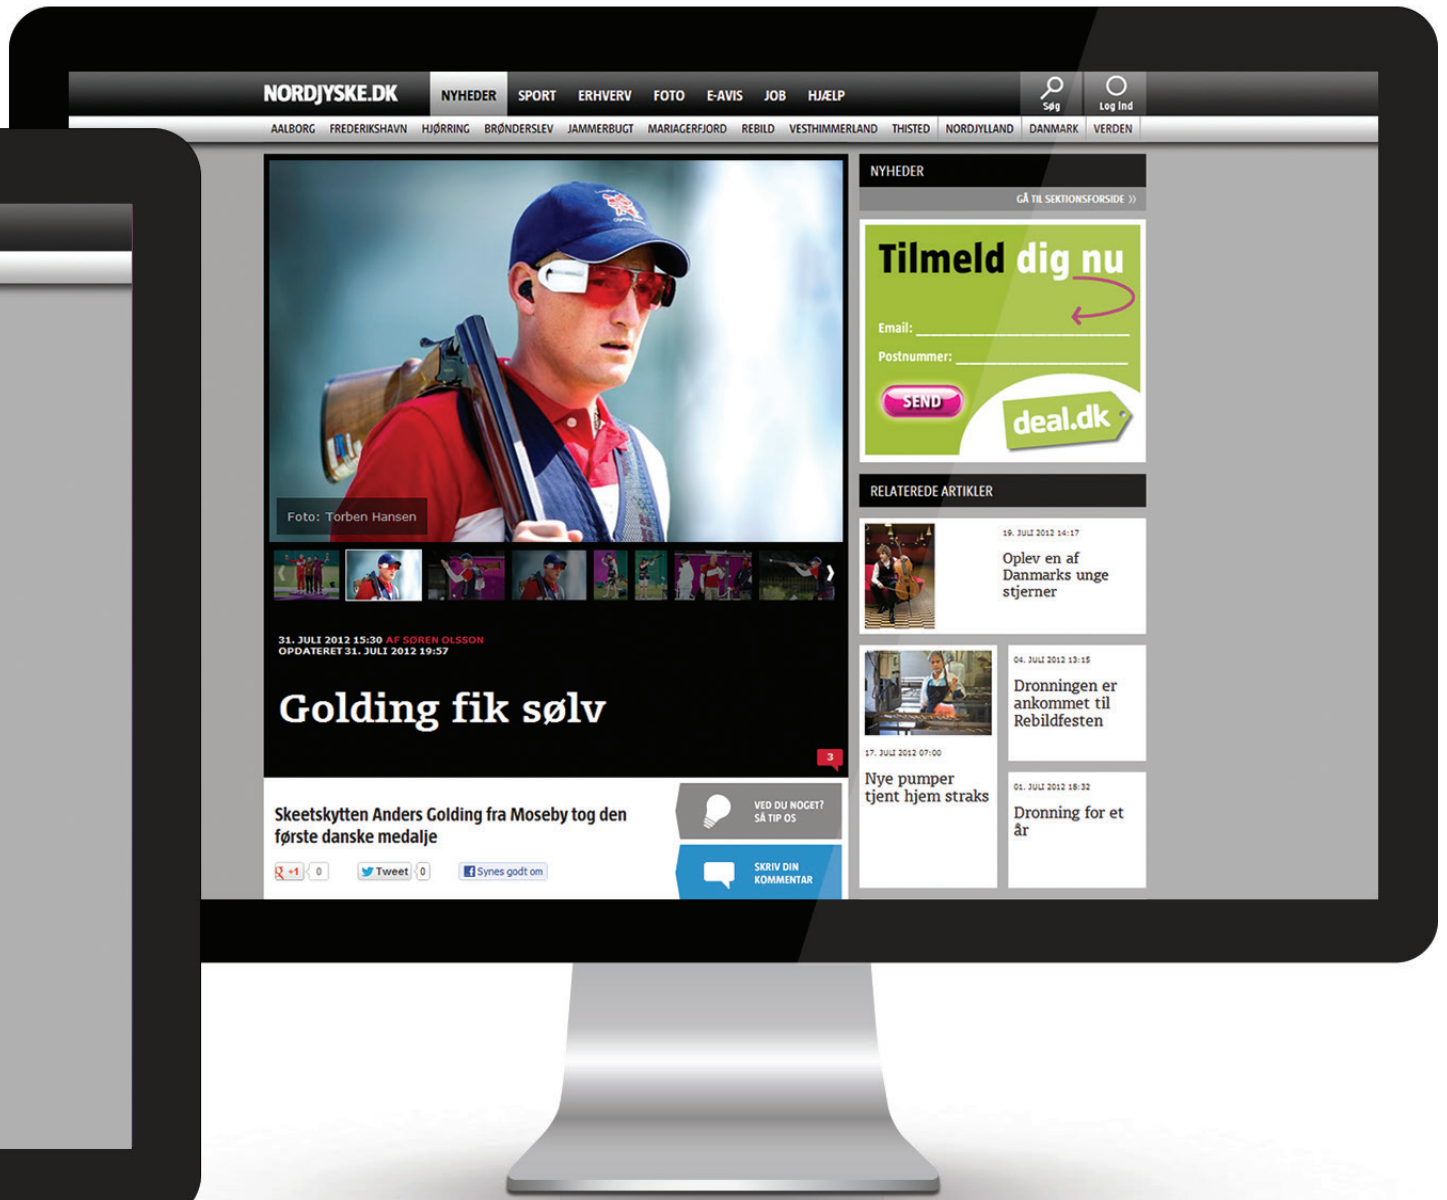 NORDJYSKE.DK
NYHEDER SPORT ERHVERV FOTO E-AVIS JOB HJÆLP
Søg Log Ind
AALBORG FREDERIKSHAVN HJØRRING BRØNDERSLEV JAMMERBUGT MARIAGERFJORD REBILD VESTHIMMERLAND THISTED NORDJYLLAND DANMARK VERDEN
Foto: Torben Hansen
31. JULI 2012 15:30 AF SØREN OLSSON
OPDATERET 31. JULI 2012 19:57
Golding fik sølv
3
Skeetskytten Anders Golding fra Moseby tog den
første danske medalje
+1 0 Tweet 0 Synes godt om
VED DU NOGET?
SÅ TIP OS
SKRIV DIN
KOMMENTAR
NYHEDER
GÅ TIL SEKTIONSFORSIDE
Tilmeld dig nu
Email:
Postnummer:
SEND
deal.dk
RELATEREDE ARTIKLER
19. JULI 2012 14:17
Oplev en af
Danmarks unge
stjerner
17. JULI 2012 07:00
Nye pumper
tjent hjem straks
04. JULI 2012 13:15
Dronningen er
ankommet til
Rebildfesten
01. JULI 2012 18:32
Dronning for et
år